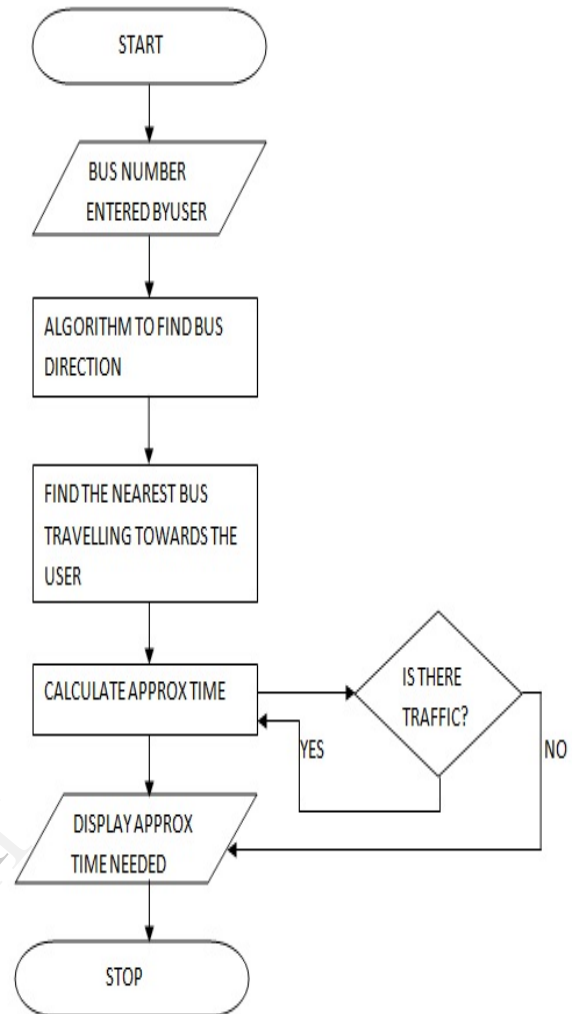 START
BUS NUMBER
ENTERED BYUSER
ALGORITHM TO FIND BUS
DIRECTION
FIND THE NEAREST BUS
TRAVELLING TOWARDS THE
USER
CALCULATE APPROX TIME
IS THERE
TRAFFIC?
YES
NO
DISPLAY APPROX
TIME NEEDED
STOP